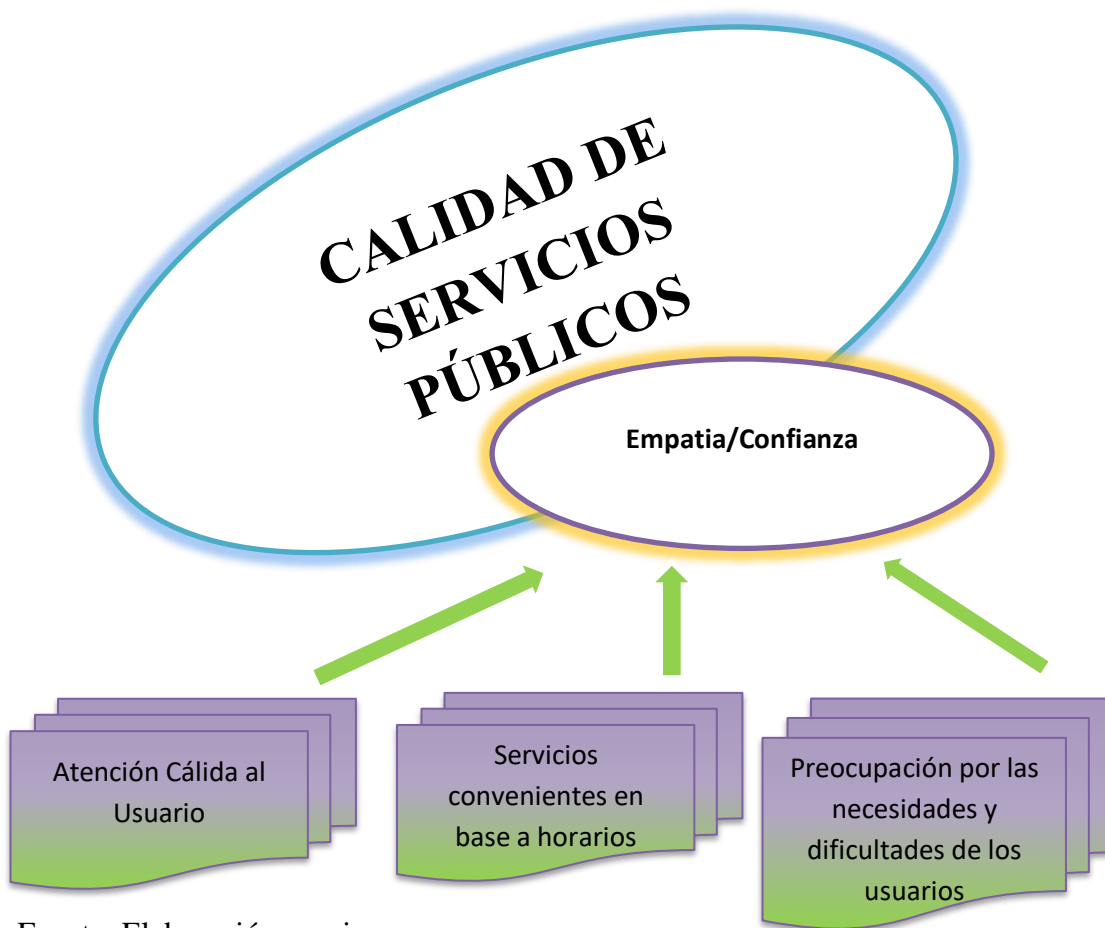 CALIDAD DE
SERVICIOS
PÚBLICOS
Empatia/Confianza
Atención Cálida al
Usuario
Servicios
convenientes en
base a horarios
Preocupación por las
necesidades y
dificultades de los
usuarios